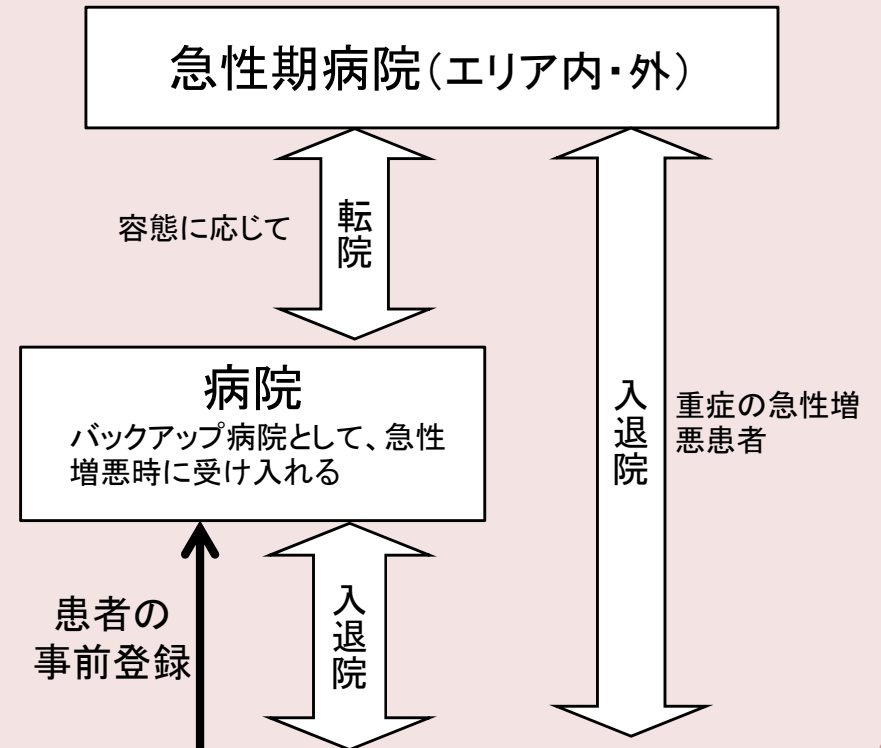 急性期病院(エリア内・外)
容態に応じて
転院
病院
バックアップ病院として、急性
増悪時に受け入れる
入退院
重症の急性増
悪患者
患者の
事前登録
入退院